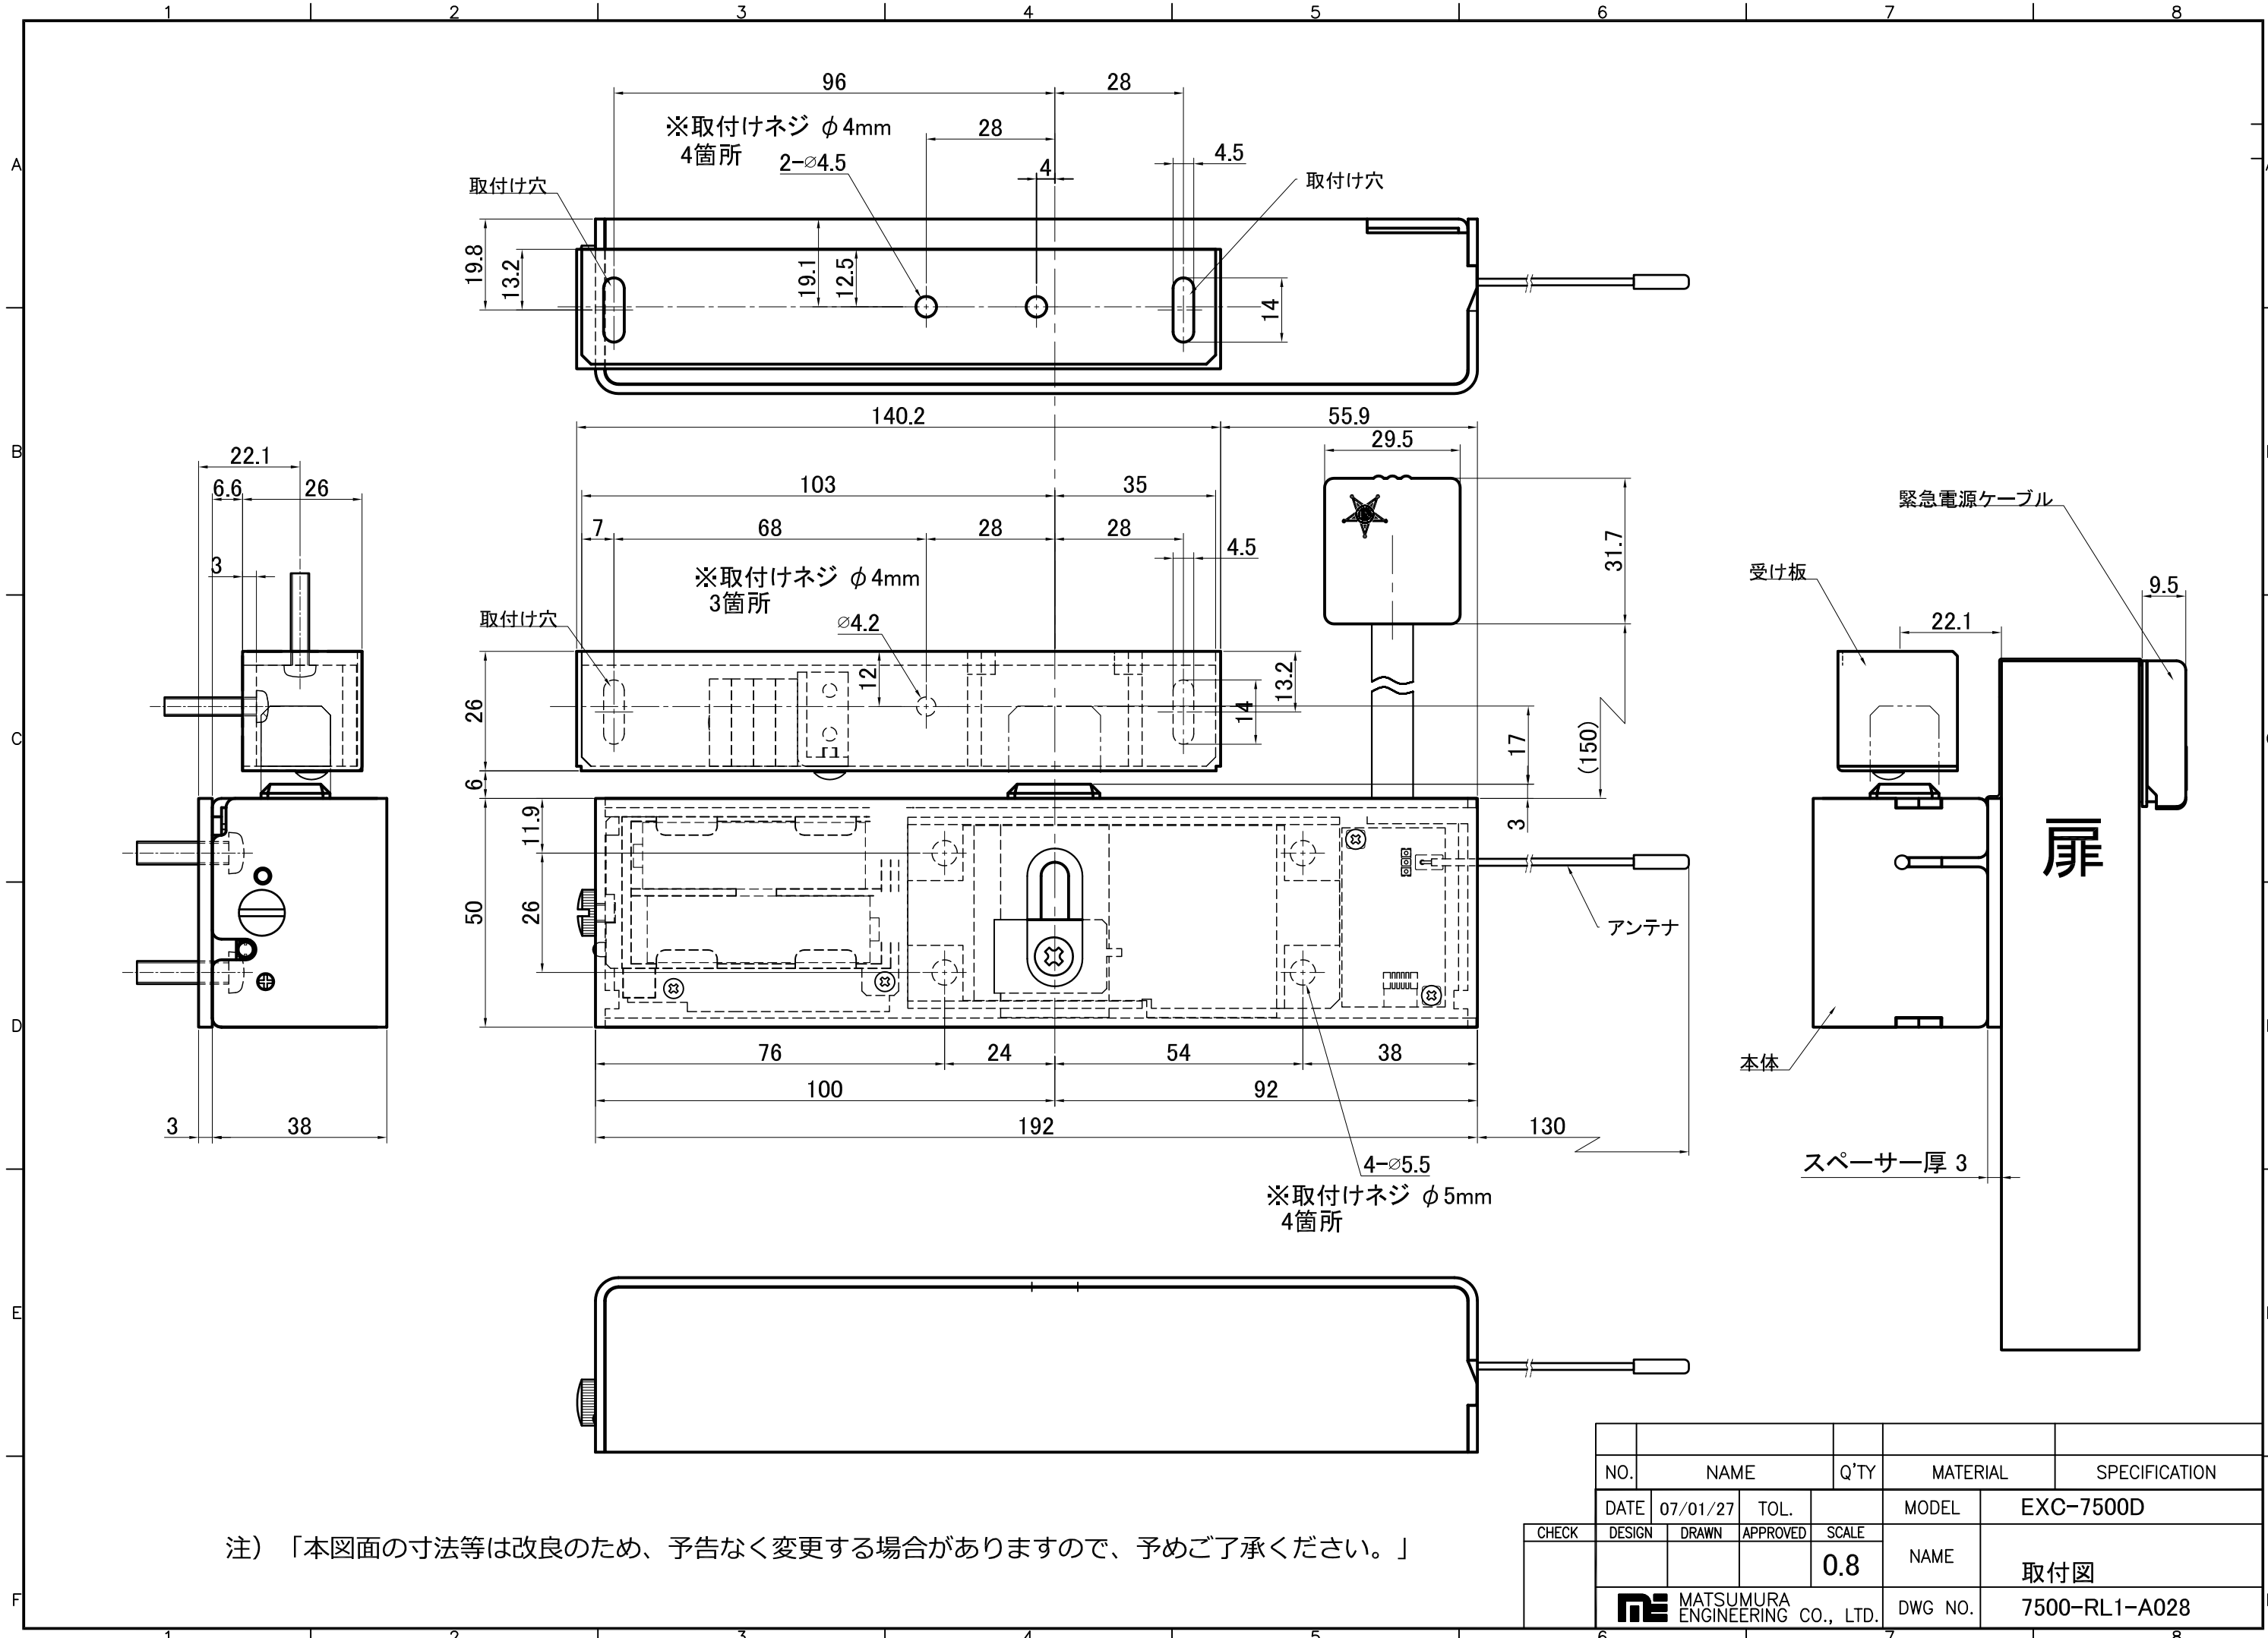 1 2 3 4 5 6 7 8
A
B
C
D
E
F
96
28
※取付けネジ φ4mm
4箇所
28
2-⌀4.5
4
4.5
取付け穴
取付け穴
19.8
13.2
19.1
12.5
14
140.2
55.9
29.5
22.1
6.6
26
3
103
35
7
68
28
28
4.5
※取付けネジ φ4mm
3箇所
取付け穴
⌀4.2
31.7
26
12
13.2
14
17
(150)
6
3
11.9
26
50
アンテナ
76
24
54
38
100
92
192
130
3
38
4-⌀5.5
※取付けネジ φ5mm
4箇所
緊急電源ケーブル
受け板
9.5
22.1
扉
本体
スペーサー厚 3
注) 「本図面の寸法等は改良のため、予告なく変更する場合がありますので、予めご了承ください。」
NO. NAME Q'TY MATERIAL SPECIFICATION
DATE 07/01/27 TOL. MODEL EXC-7500D
CHECK DESIGN DRAWN APPROVED SCALE
0.8
NAME 取付図
MATSUMURA
ENGINEERING CO., LTD.
DWG NO. 7500-RL1-A028
1 2 3 4 5 6 7 8